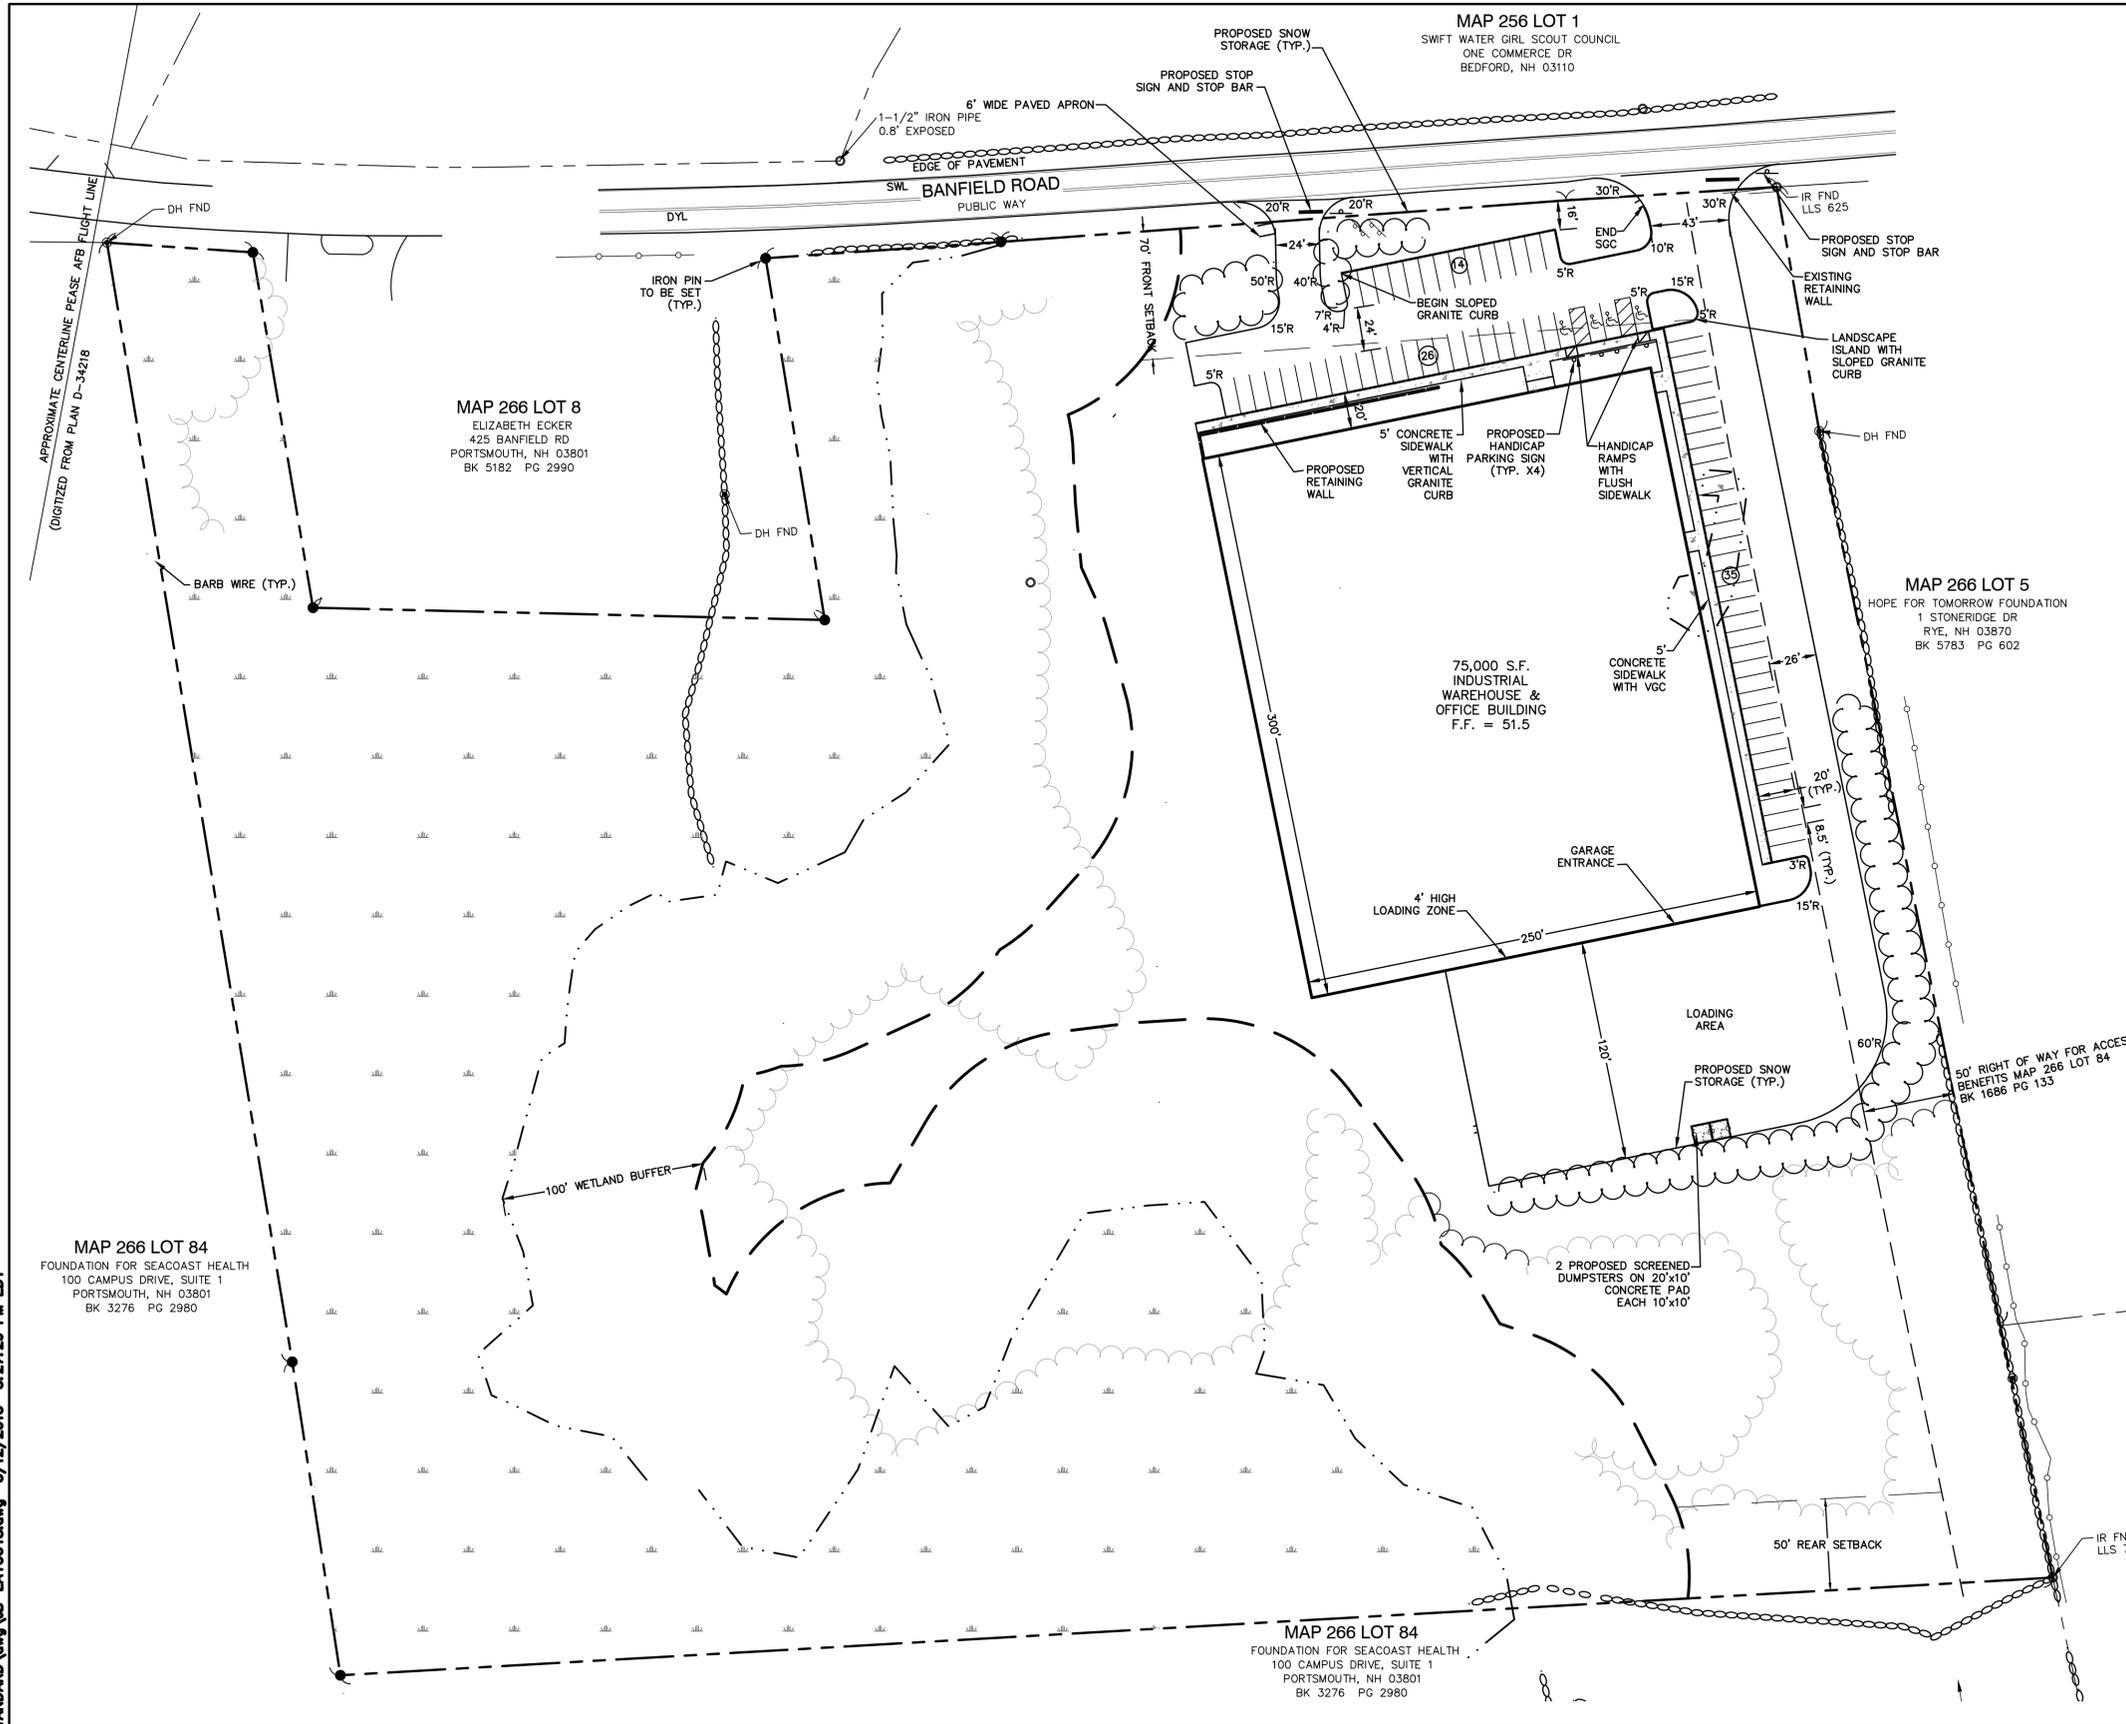 MAP 256 LOT 1
SWIFT WATER GIRL SCOUT COUNCIL
ONE COMMERCE DR
BEDFORD, NH 03110
PROPOSED SNOW
STORAGE (TYP.)
PROPOSED STOP
SIGN AND STOP BAR
6' WIDE PAVED APRON
1-1/2" IRON PIPE
0.8' EXPOSED
EDGE OF PAVEMENT
SWL
BANFIELD ROAD
PUBLIC WAY
DYL
DH FND
APPROXIMATE CENTERLINE PEASE AFB FLIGHT LINE
(DIGITIZED FROM PLAN D-34218
IRON PIN
TO BE SET
(TYP.)
70' FRONT SETBACK
20'R
20'R
24'
50'R
40'R
15'R
7'R
4'R
24'
5'R
BEGIN SLOPED
GRANITE CURB
14
26
16'
30'R
END
SGC
10'R
5'R
43'
30'R
IR FND
LLS 625
PROPOSED STOP
SIGN AND STOP BAR
EXISTING
RETAINING
WALL
5'R
15'R
5'R
LANDSCAPE
ISLAND WITH
SLOPED GRANITE
CURB
20'
PROPOSED
RETAINING
WALL
5' CONCRETE
SIDEWALK
WITH
VERTICAL
GRANITE
CURB
PROPOSED
HANDICAP
PARKING SIGN
(TYP. X4)
HANDICAP
RAMPS
WITH
FLUSH
SIDEWALK
DH FND
MAP 266 LOT 8
ELIZABETH ECKER
425 BANFIELD RD
PORTSMOUTH, NH 03801
BK 5182 PG 2990
DH FND
BARB WIRE (TYP.)
35
MAP 266 LOT 5
HOPE FOR TOMORROW FOUNDATION
1 STONERIDGE DR
RYE, NH 03870
BK 5783 PG 602
5'
CONCRETE
SIDEWALK
WITH VGC
26'
75,000 S.F.
INDUSTRIAL
WAREHOUSE &
OFFICE BUILDING
F.F. = 51.5
300'
20'
(TYP.)
8.5' (TYP.)
GARAGE
ENTRANCE
3'R
15'R
4' HIGH
LOADING ZONE
250'
LOADING
AREA
120'
60'R
PROPOSED SNOW
STORAGE (TYP.)
50' RIGHT OF WAY FOR ACCES
BENEFITS MAP 266 LOT 84
BK 1686 PG 133
100' WETLAND BUFFER
MAP 266 LOT 84
FOUNDATION FOR SEACOAST HEALTH
100 CAMPUS DRIVE, SUITE 1
PORTSMOUTH, NH 03801
BK 3276 PG 2980
2 PROPOSED SCREENED
DUMPSTERS ON 20'x10'
CONCRETE PAD
EACH 10'x10'
50' REAR SETBACK
IR FN
LLS 7
MAP 266 LOT 84
FOUNDATION FOR SEACOAST HEALTH
100 CAMPUS DRIVE, SUITE 1
PORTSMOUTH, NH 03801
BK 3276 PG 2980